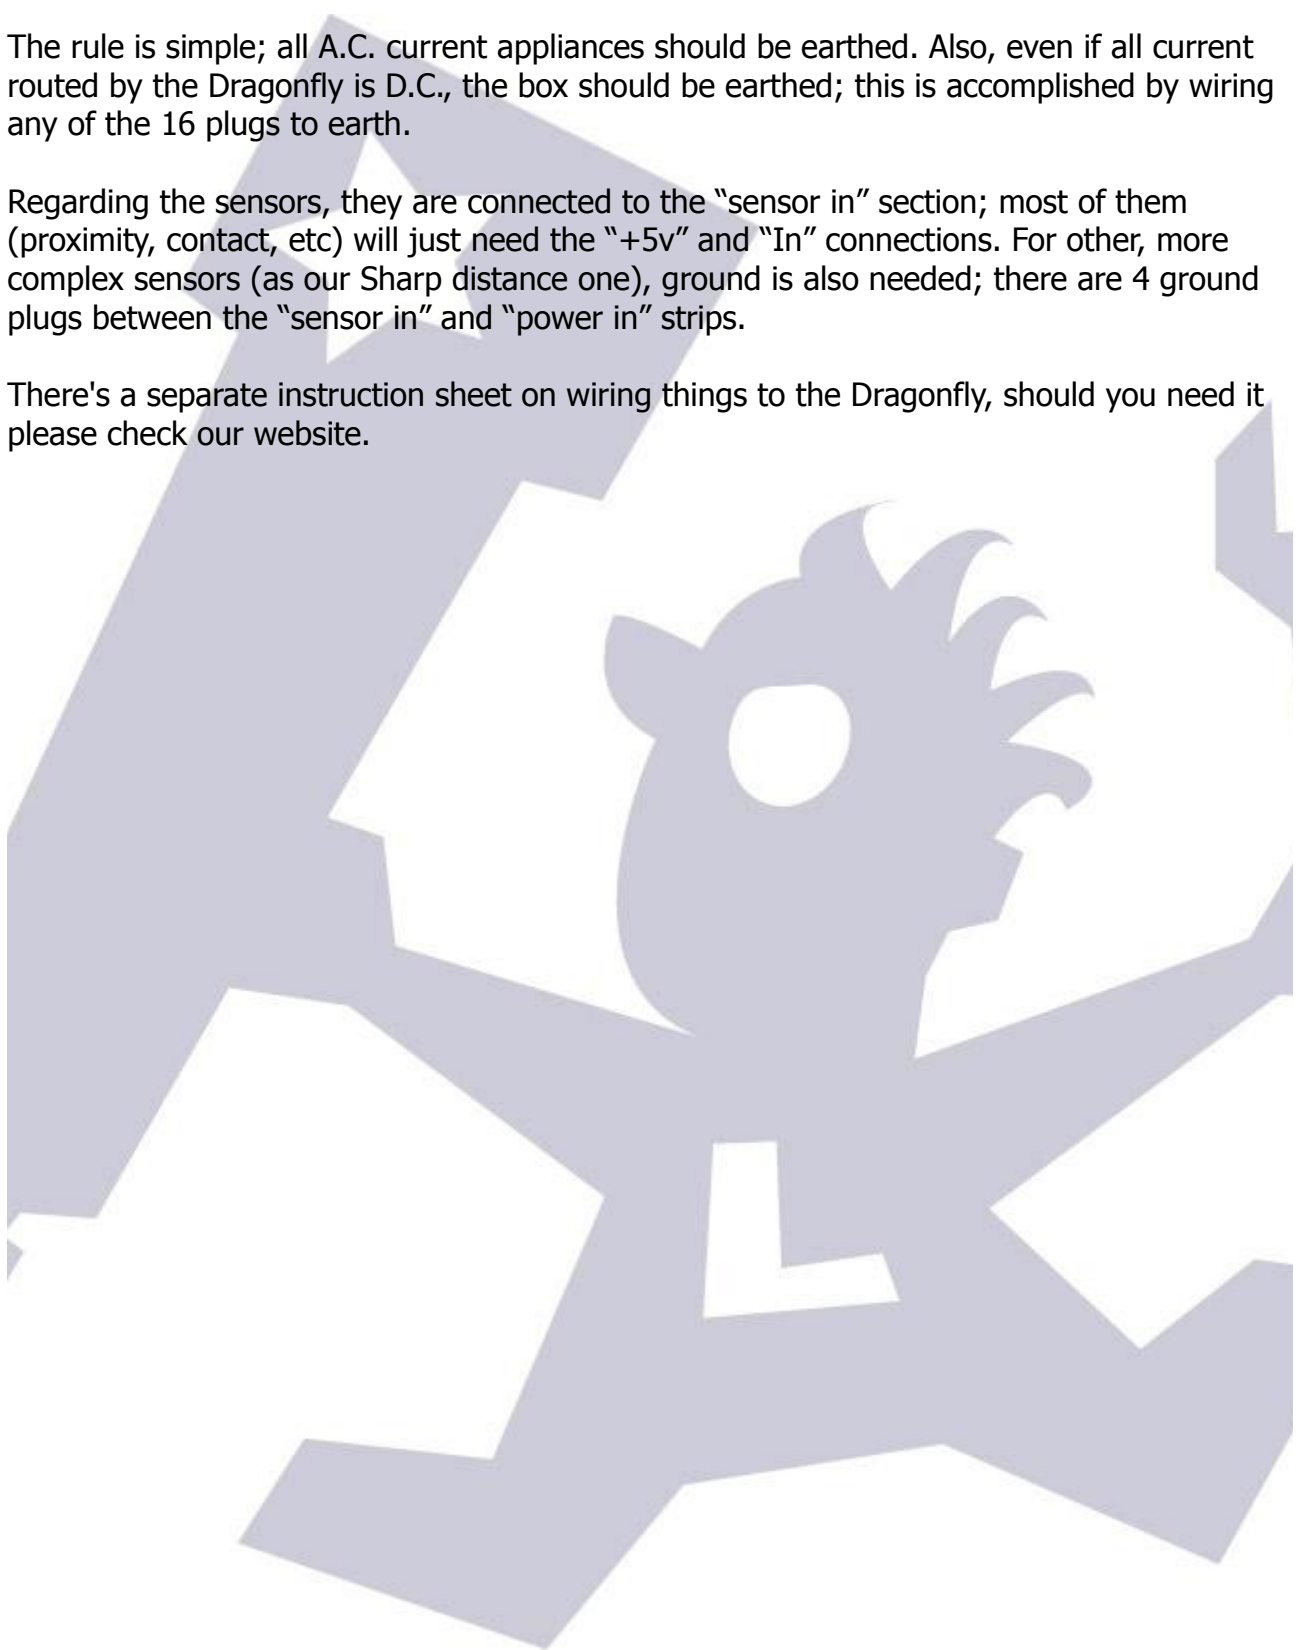 The rule is simple; all A.C. current appliances should be earthed. Also, even if all current
routed by the Dragonfly is D.C., the box should be earthed; this is accomplished by wiring
any of the 16 plugs to earth.
Regarding the sensors, they are connected to the “sensor in” section; most of them
(proximity, contact, etc) will just need the “+5v” and “In” connections. For other, more
complex sensors (as our Sharp distance one), ground is also needed; there are 4 ground
plugs between the “sensor in” and “power in” strips.
There's a separate instruction sheet on wiring things to the Dragonfly, should you need it
please check our website.
L